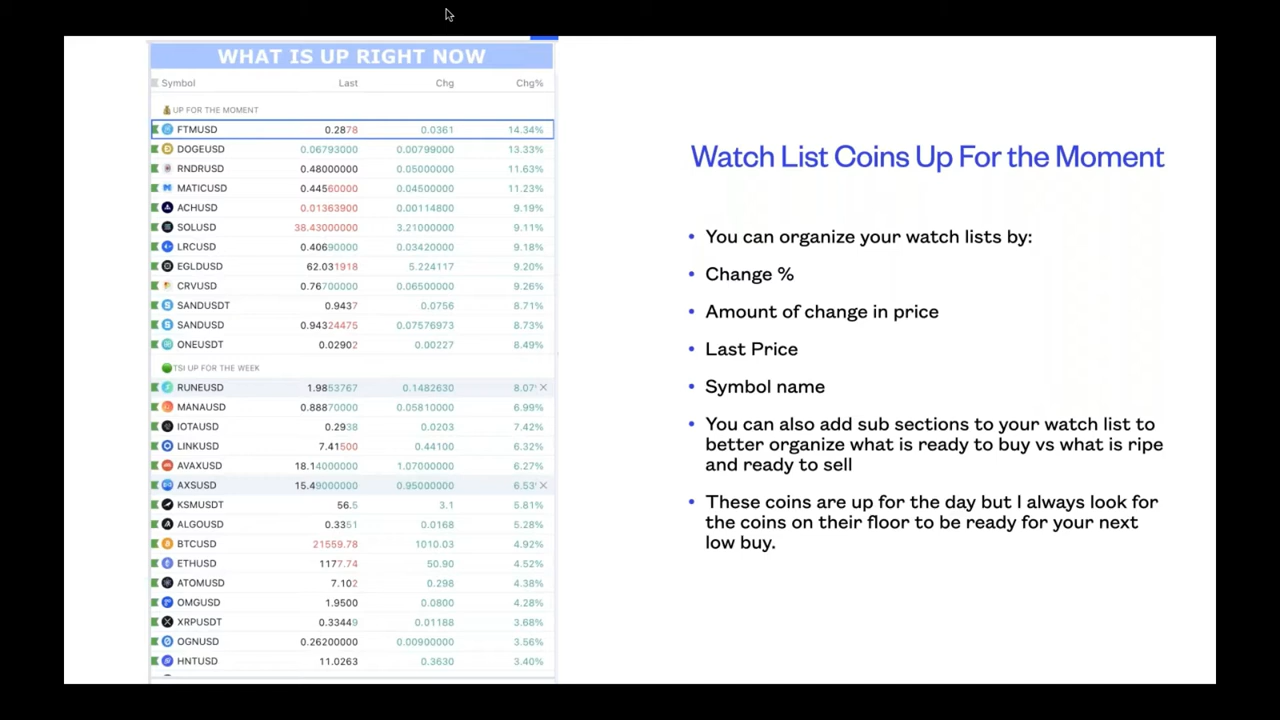 WHAT IS UP RIGHT NOW
Symbol Last Chg Chg%
UP FOR THE MOMENT
FTMUSD 0.2878 0.0361 14.34%
DOGEUSD 0.06793000 0.00799000 13.33%
RNDRUSD 0.48000000 0.05000000 11.63%
MATICUSD 0.44560000 0.04500000 11.23%
ACHUSD 0.01363900 0.00114800 9.19%
SOLUSD 38.43000000 3.21000000 9.11%
LRCUSD 0.40690000 0.03420000 9.18%
EGLDUSD 62.031918 5.224117 9.20%
CRVUSD 0.76700000 0.06500000 9.26%
SANDUSDT 0.9437 0.0756 8.71%
SANDUSD 0.94324475 0.07576973 8.73%
ONEUSDT 0.02902 0.00227 8.49%
TSI UP FOR THE WEEK
RUNEUSD 1.9853767 0.1482630 8.07
MANAUSD 0.88870000 0.05810000 6.99%
IOTAUSD 0.2938 0.0203 7.42%
LINKUSD 7.41500 0.44100 6.32%
AVAXUSD 18.14000000 1.07000000 6.27%
AXSUSD 15.49000000 0.95000000 6.53
KSMUSDT 56.5 3.1 5.81%
ALGOUSD 0.3351 0.0168 5.28%
BTCUSD 21559.78 1010.03 4.92%
ETHUSD 1177.74 50.90 4.52%
ATOMUSD 7.102 0.298 4.38%
OMGUSD 1.9500 0.0800 4.28%
XRPUSDT 0.33449 0.01188 3.68%
OGNUSD 0.26200000 0.00900000 3.56%
HNTUSD 11.0263 0.3630 3.40%
Watch List Coins Up For the Moment
• You can organize your watch lists by:
• Change %
• Amount of change in price
• Last Price
• Symbol name
• You can also add sub sections to your watch list to
better organize what is ready to buy vs what is ripe
and ready to sell
• These coins are up for the day but I always look for
the coins on their floor to be ready for your next
low buy.